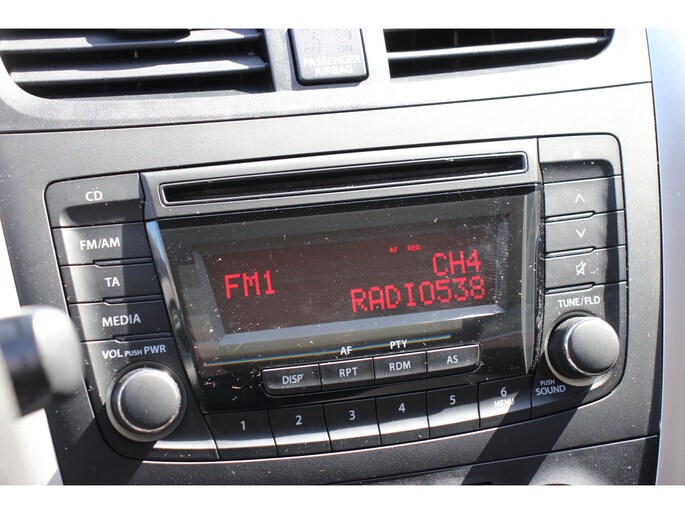 OFF ON
PASSENGER
AIRBAG
CD
FM/AM
TA
MEDIA
VOL PUSH PWR
AF REG
FM1 CH4
RADIO538
AF PTY
DISP RPT RDM AS
1 2 3 4 5 6
MENU
TUNE/FLD
PUSH
SOUND